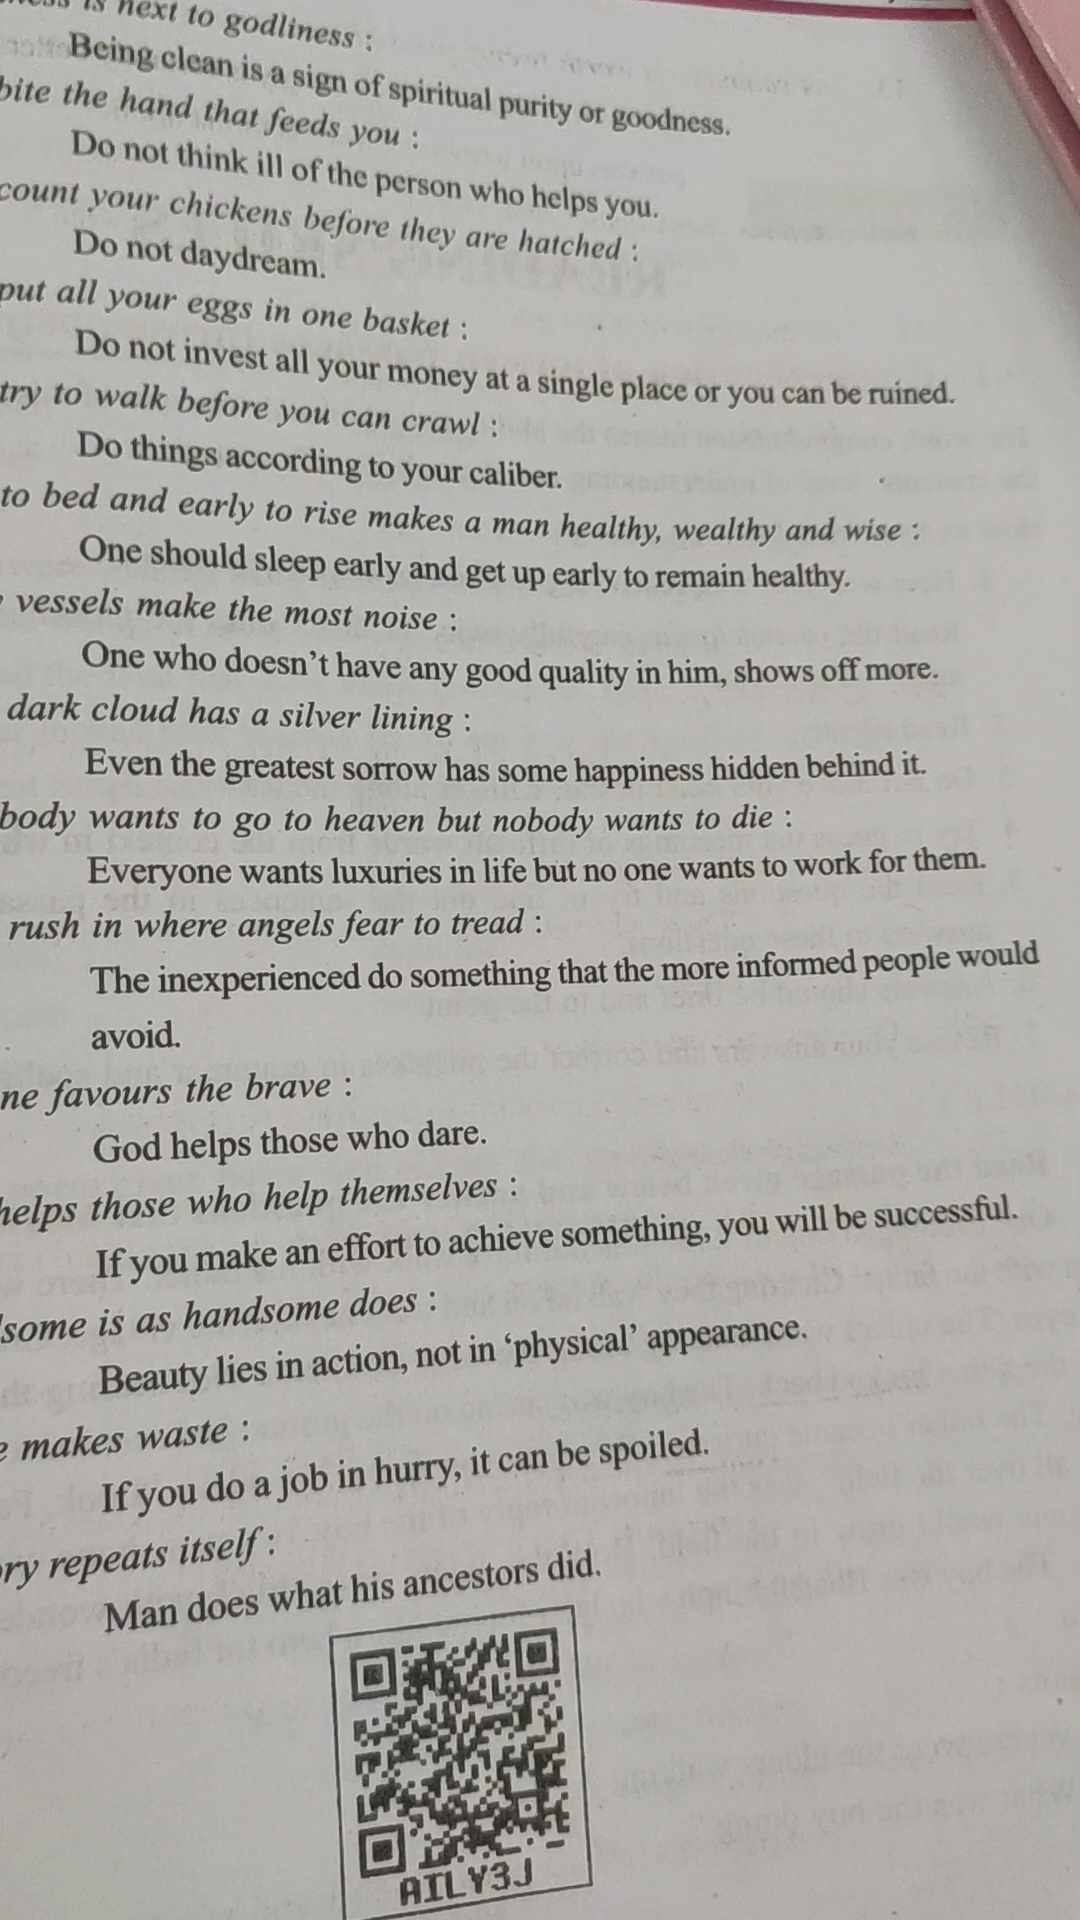 is next to godliness :
Being clean is a sign of spiritual purity or goodness.
bite the hand that feeds you :
Do not think ill of the person who helps you.
count your chickens before they are hatched :
Do not daydream.
put all your eggs in one basket :
Do not invest all your money at a single place or you can be ruined.
try to walk before you can crawl :
Do things according to your caliber.
to bed and early to rise makes a man healthy, wealthy and wise :
One should sleep early and get up early to remain healthy.
vessels make the most noise :
One who doesn't have any good quality in him, shows off more.
dark cloud has a silver lining :
Even the greatest sorrow has some happiness hidden behind it.
body wants to go to heaven but nobody wants to die :
Everyone wants luxuries in life but no one wants to work for them.
rush in where angels fear to tread :
The inexperienced do something that the more informed people would
avoid.
ne favours the brave :
God helps those who dare.
helps those who help themselves :
If you make an effort to achieve something, you will be successful.
some is as handsome does :
Beauty lies in action, not in ‘physical’ appearance.
makes waste :
If you do a job in hurry, it can be spoiled.
ry repeats itself :
Man does what his ancestors did.
AILY3J